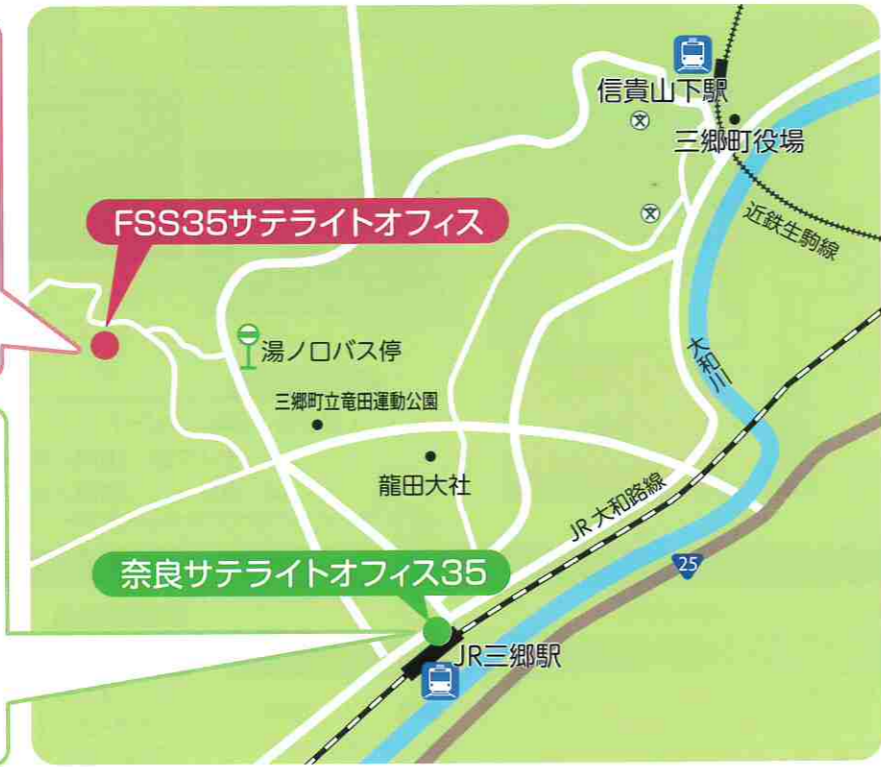 信貴山下駅
三郷町役場
FSS35サテライトオフィス
近鉄生駒線
湯ノ口バス停
大和川
三郷町立竜田運動公園
龍田大社
JR大和路線
奈良サテライトオフィス35
25
JR三郷駅